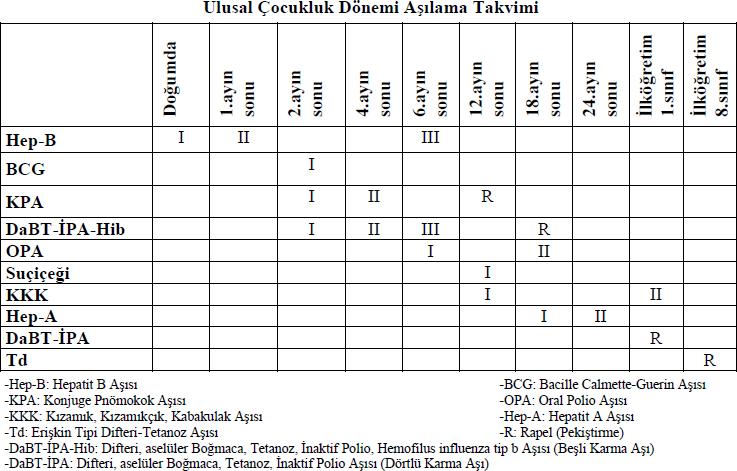 Ulusal Çocukluk Dönemi Aşılama Takvimi
Doğumda 1.ayın sonu 2.ayın sonu 4.ayın sonu 6.ayın sonu 12.ayın sonu 18.ayın sonu 24.ayın sonu İlköğretim 1.sınıf İlköğretim 8.sınıf
Hep-B I II III
BCG I
KPA I II R
DaBT-İPA-Hib I II III R
OPA I II
Suçiçeği I
KKK I II
Hep-A I II
DaBT-İPA R
Td R
-Hep-B: Hepatit B Aşısı -BCG: Bacille Calmette-Guerin Aşısı
-KPA: Konjuge Pnömokok Aşısı -OPA: Oral Polio Aşısı
-KKK: Kızamık, Kızamıkçık, Kabakulak Aşısı -Hep-A: Hepatit A Aşısı
-Td: Erişkin Tipi Difteri-Tetanoz Aşısı -R: Rapel (Pekiştirme)
-DaBT-İPA-Hib: Difteri, aselüler Boğmaca, Tetanoz, İnaktif Polio, Hemofilus influenza tip b Aşısı (Beşli Karma Aşı)
-DaBT-İPA: Difteri, aselüler Boğmaca, Tetanoz, İnaktif Polio Aşısı (Dörtlü Karma Aşı)